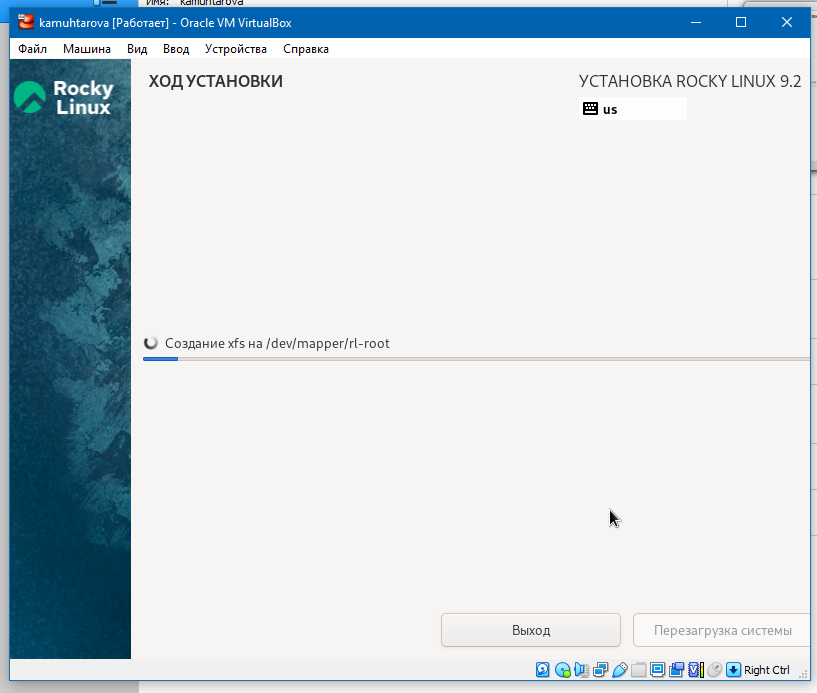 Имя: kamuhtarova
kamuhtarova [Работает] - Oracle VM VirtualBox
Файл Машина Вид Ввод Устройства Справка
Rocky
Linux
ХОД УСТАНОВКИ
УСТАНОВКА ROCKY LINUX 9.2
us
Создание xfs на /dev/mapper/rl-root
Выход
Перезагрузка системы
Right Ctrl